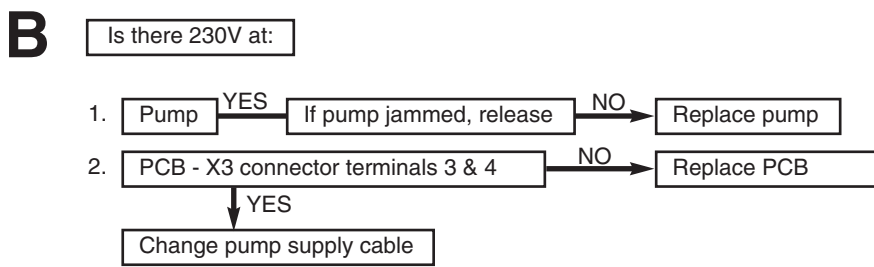 B
Is there 230V at:
1. Pump YES If pump jammed, release NO Replace pump
2. PCB - X3 connector terminals 3 & 4 NO Replace PCB
YES
Change pump supply cable